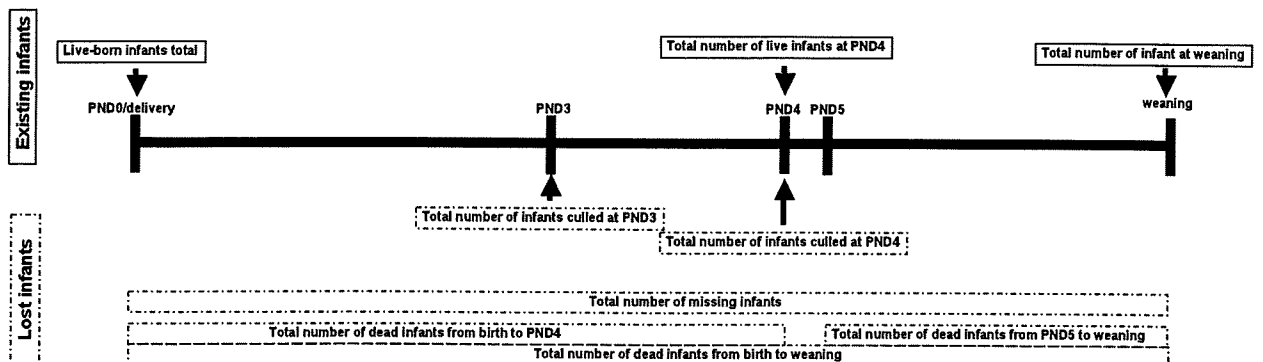 Existing infants
Live-born infants total
Total number of live infants at PND4
Total number of infant at weaning
PND0/delivery
PND3
PND4
PND5
weaning
Total number of infants culled at PND3
Total number of infants culled at PND4
Lost infants
Total number of missing infants
Total number of dead infants from birth to PND4
Total number of dead infants from PND5 to weaning
Total number of dead infants from birth to weaning